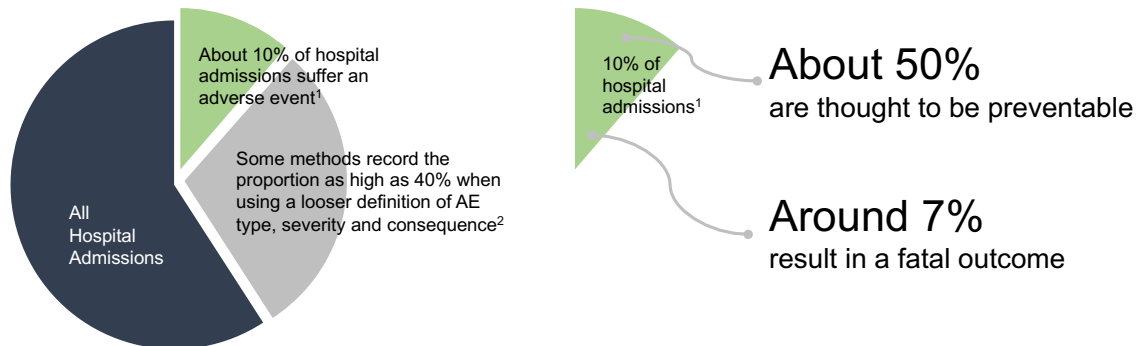 About 10% of hospital
admissions suffer an
adverse event¹
Some methods record the
proportion as high as 40% when
using a looser definition of AE
type, severity and consequence²
All
Hospital
Admissions
10% of
hospital
admissions¹
About 50%
are thought to be preventable
Around 7%
result in a fatal outcome